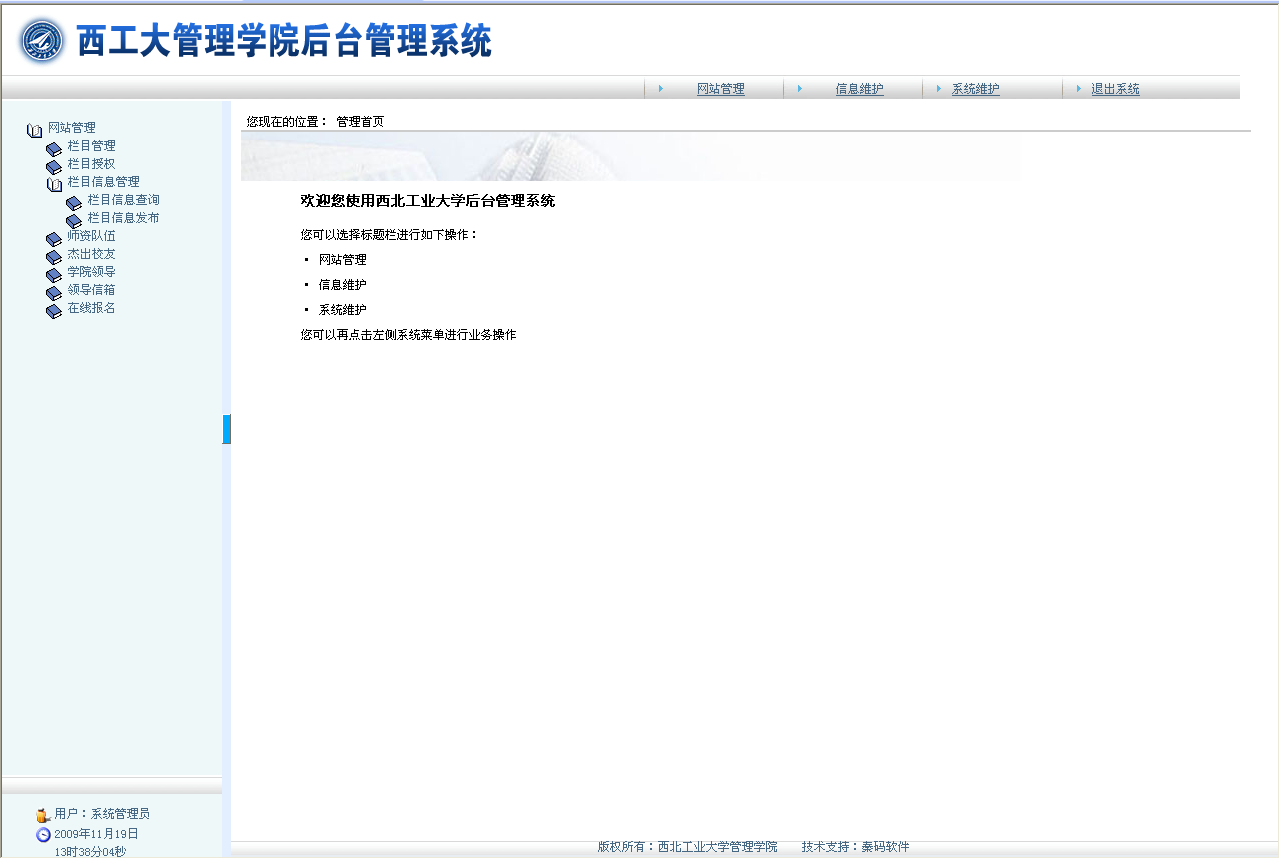 西工大管理学院后台管理系统
网站管理 信息维护 系统维护 退出系统
网站管理
栏目管理
栏目授权
栏目信息管理
栏目信息查询
栏目信息发布
师资队伍
杰出校友
学院领导
领导信箱
在线报名
您现在的位置： 管理首页
欢迎您使用西北工业大学后台管理系统
您可以选择标题栏进行如下操作：
· 网站管理
· 信息维护
· 系统维护
您可以再点击左侧系统菜单进行业务操作
用户：系统管理员
2009年11月19日
13时38分04秒
版权所有：西北工业大学管理学院 技术支持：秦码软件